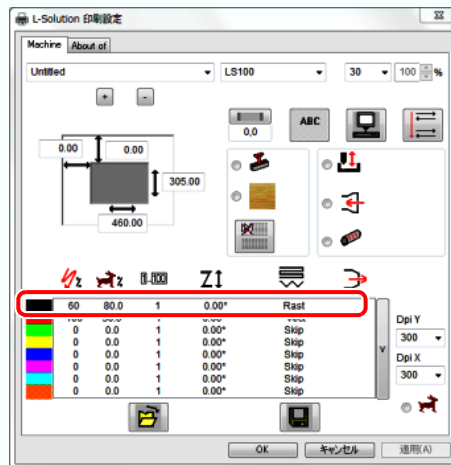 L-Solution 印刷設定
Machine About of
Untitled LS100 30 100 %
+ -
0,0 ABC
0.00 0.00
305.00
460.00
% % 1-100 Z
60 80.0 1 0.00* Rast
0 0.0 1 0.00* Skip
0 0.0 1 0.00* Skip
0 0.0 1 0.00* Skip
0 0.0 1 0.00* Skip
0 0.0 1 0.00* Skip
0 0.0 1 0.00* Skip
Dpi Y
300
v
Dpi X
300
OK キャンセル 適用(A)